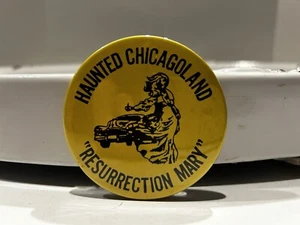 HAUNTED CHICAGOLAND
"RESURRECTION MARY"